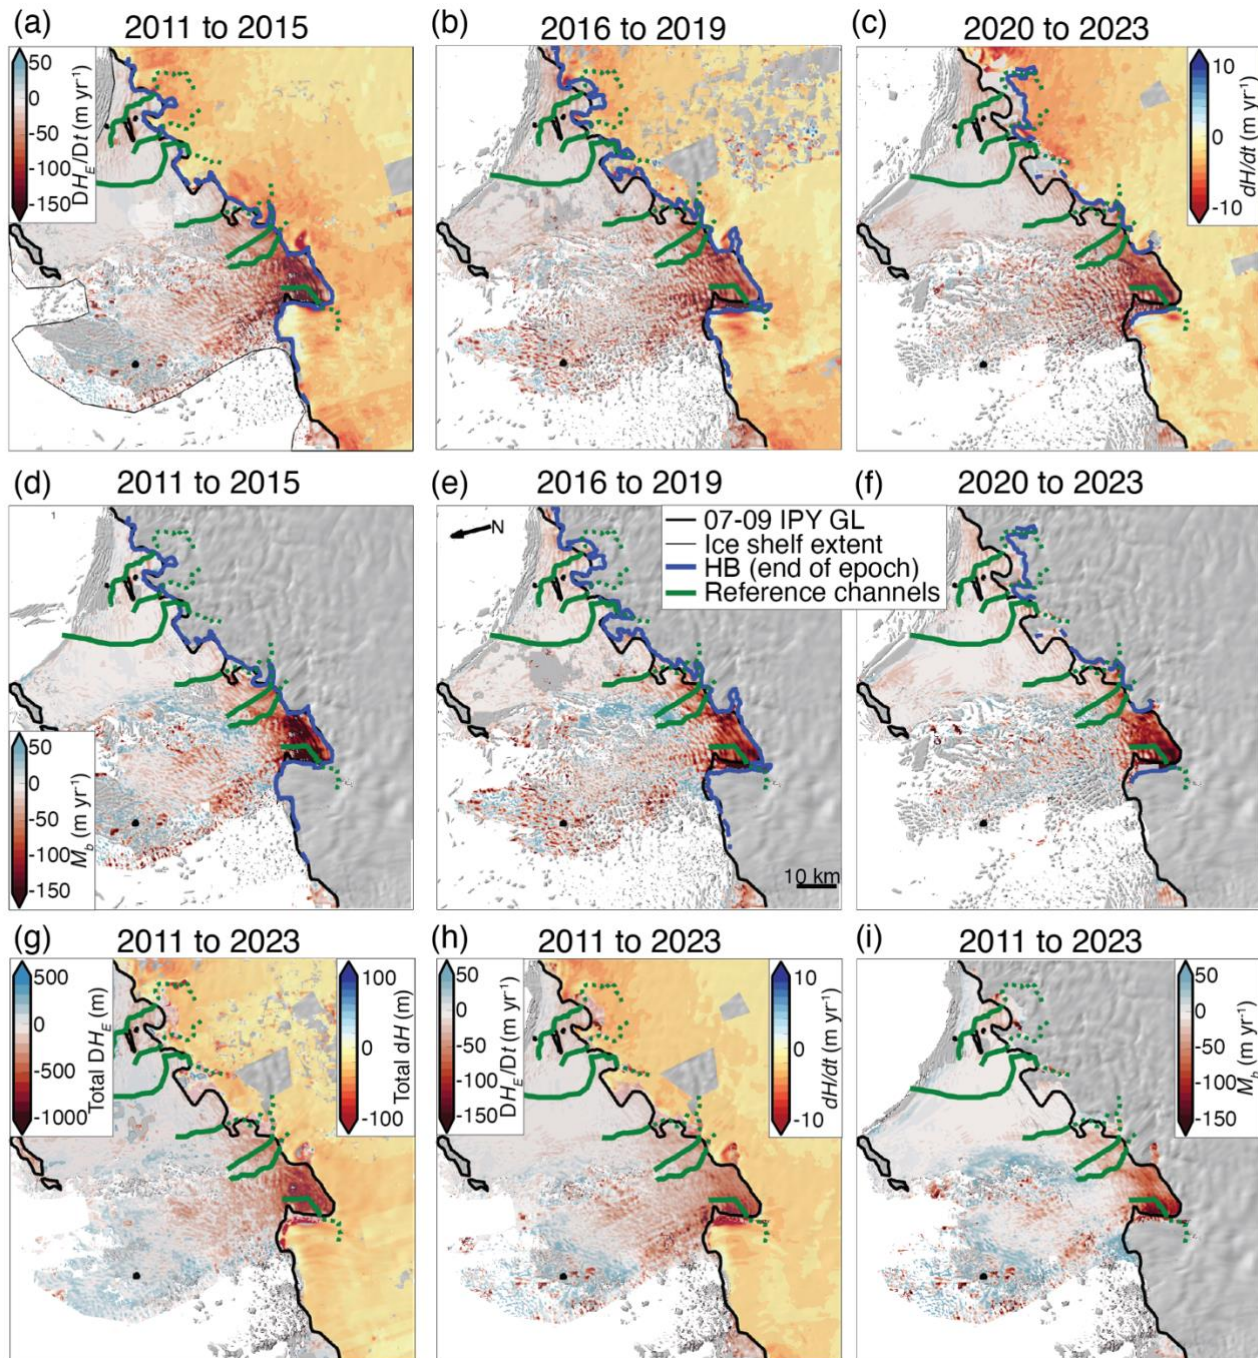 (a) 2011 to 2015
(b) 2016 to 2019
(c) 2020 to 2023
50
0
-50
-100
-150
DH_E/Dt (m yr⁻¹)
10
0
-10
dH/dt (m yr⁻¹)
(d) 2011 to 2015
(e) 2016 to 2019
(f) 2020 to 2023
1
N
07-09 IPY GL
Ice shelf extent
HB (end of epoch)
Reference channels
50
0
-50
-100
-150
Ṁ_b (m yr⁻¹)
10 km
(g) 2011 to 2023
(h) 2011 to 2023
(i) 2011 to 2023
500
0
-500
-1000
Total DH_E (m)
100
0
-100
Total dH (m)
50
0
-50
-100
-150
DH_E/Dt (m yr⁻¹)
10
0
-10
dH/dt (m yr⁻¹)
50
0
-50
-100
-150
Ṁ_b (m yr⁻¹)